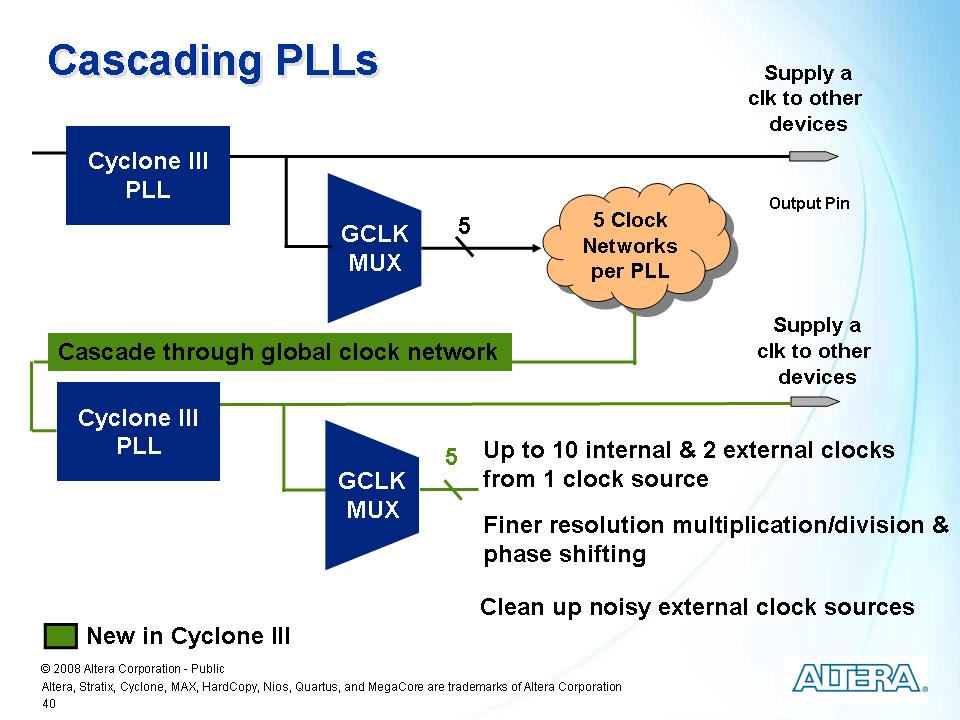 Cascading PLLs
Supply a
clk to other
devices
Cyclone III
PLL
Output Pin
GCLK
MUX
5
5 Clock
Networks
per PLL
Cascade through global clock network
Supply a
clk to other
devices
Cyclone III
PLL
GCLK
MUX
5
Up to 10 internal & 2 external clocks
from 1 clock source
Finer resolution multiplication/division &
phase shifting
Clean up noisy external clock sources
New in Cyclone III
© 2008 Altera Corporation - Public
Altera, Stratix, Cyclone, MAX, HardCopy, Nios, Quartus, and MegaCore are trademarks of Altera Corporation
40
ALTERA®